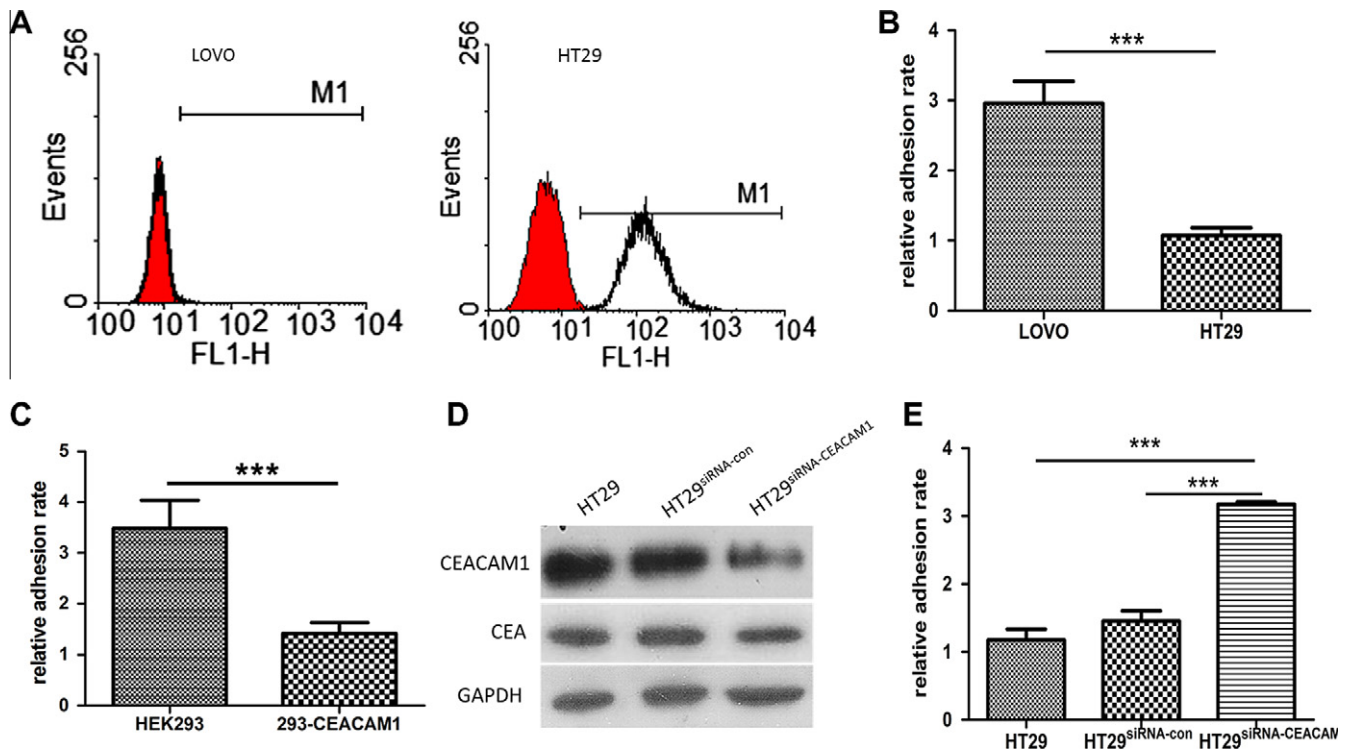 A
LOVO
256
M1
Events
0
100 101 102 103 104
FL1-H
HT29
256
M1
Events
0
100 101 102 103 104
FL1-H
B
***
4
3
2
1
0
relative adhesion rate
LOVO HT29
C
***
5
4
3
2
1
0
relative adhesion rate
HEK293 293-CEACAM1
D
HT29 HT29siRNA-con HT29siRNA-CEACAM1
CEACAM1
CEA
GAPDH
E
***
***
4
3
2
1
0
relative adhesion rate
HT29 HT29siRNA-con HT29siRNA-CEACAM